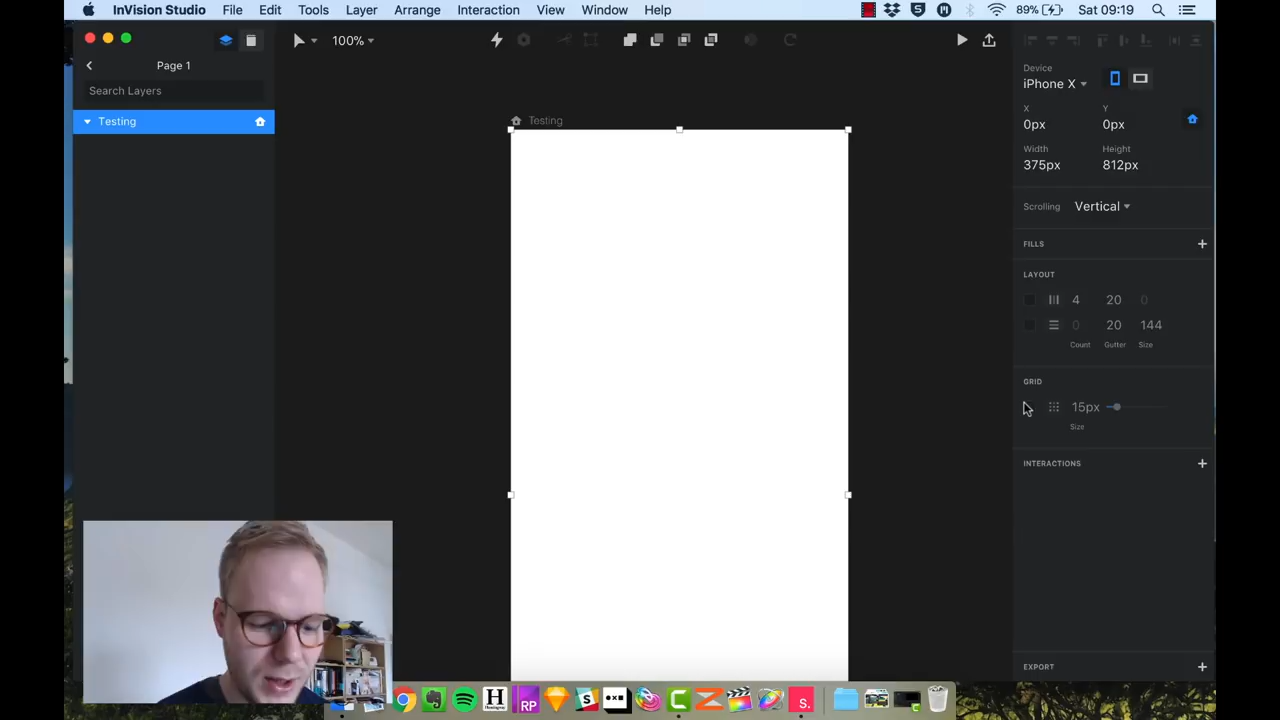 InVision Studio File Edit Tools Layer Arrange Interaction View Window Help 89% Sat 09:19
100%
Page 1
Search Layers
Testing
Testing
Device
iPhone X
X Y
0px 0px
Width Height
375px 812px
Scrolling Vertical
FILLS
LAYOUT
4 20 0
0 20 144
Count Gutter Size
GRID
15px
Size
INTERACTIONS
EXPORT
H RP S.